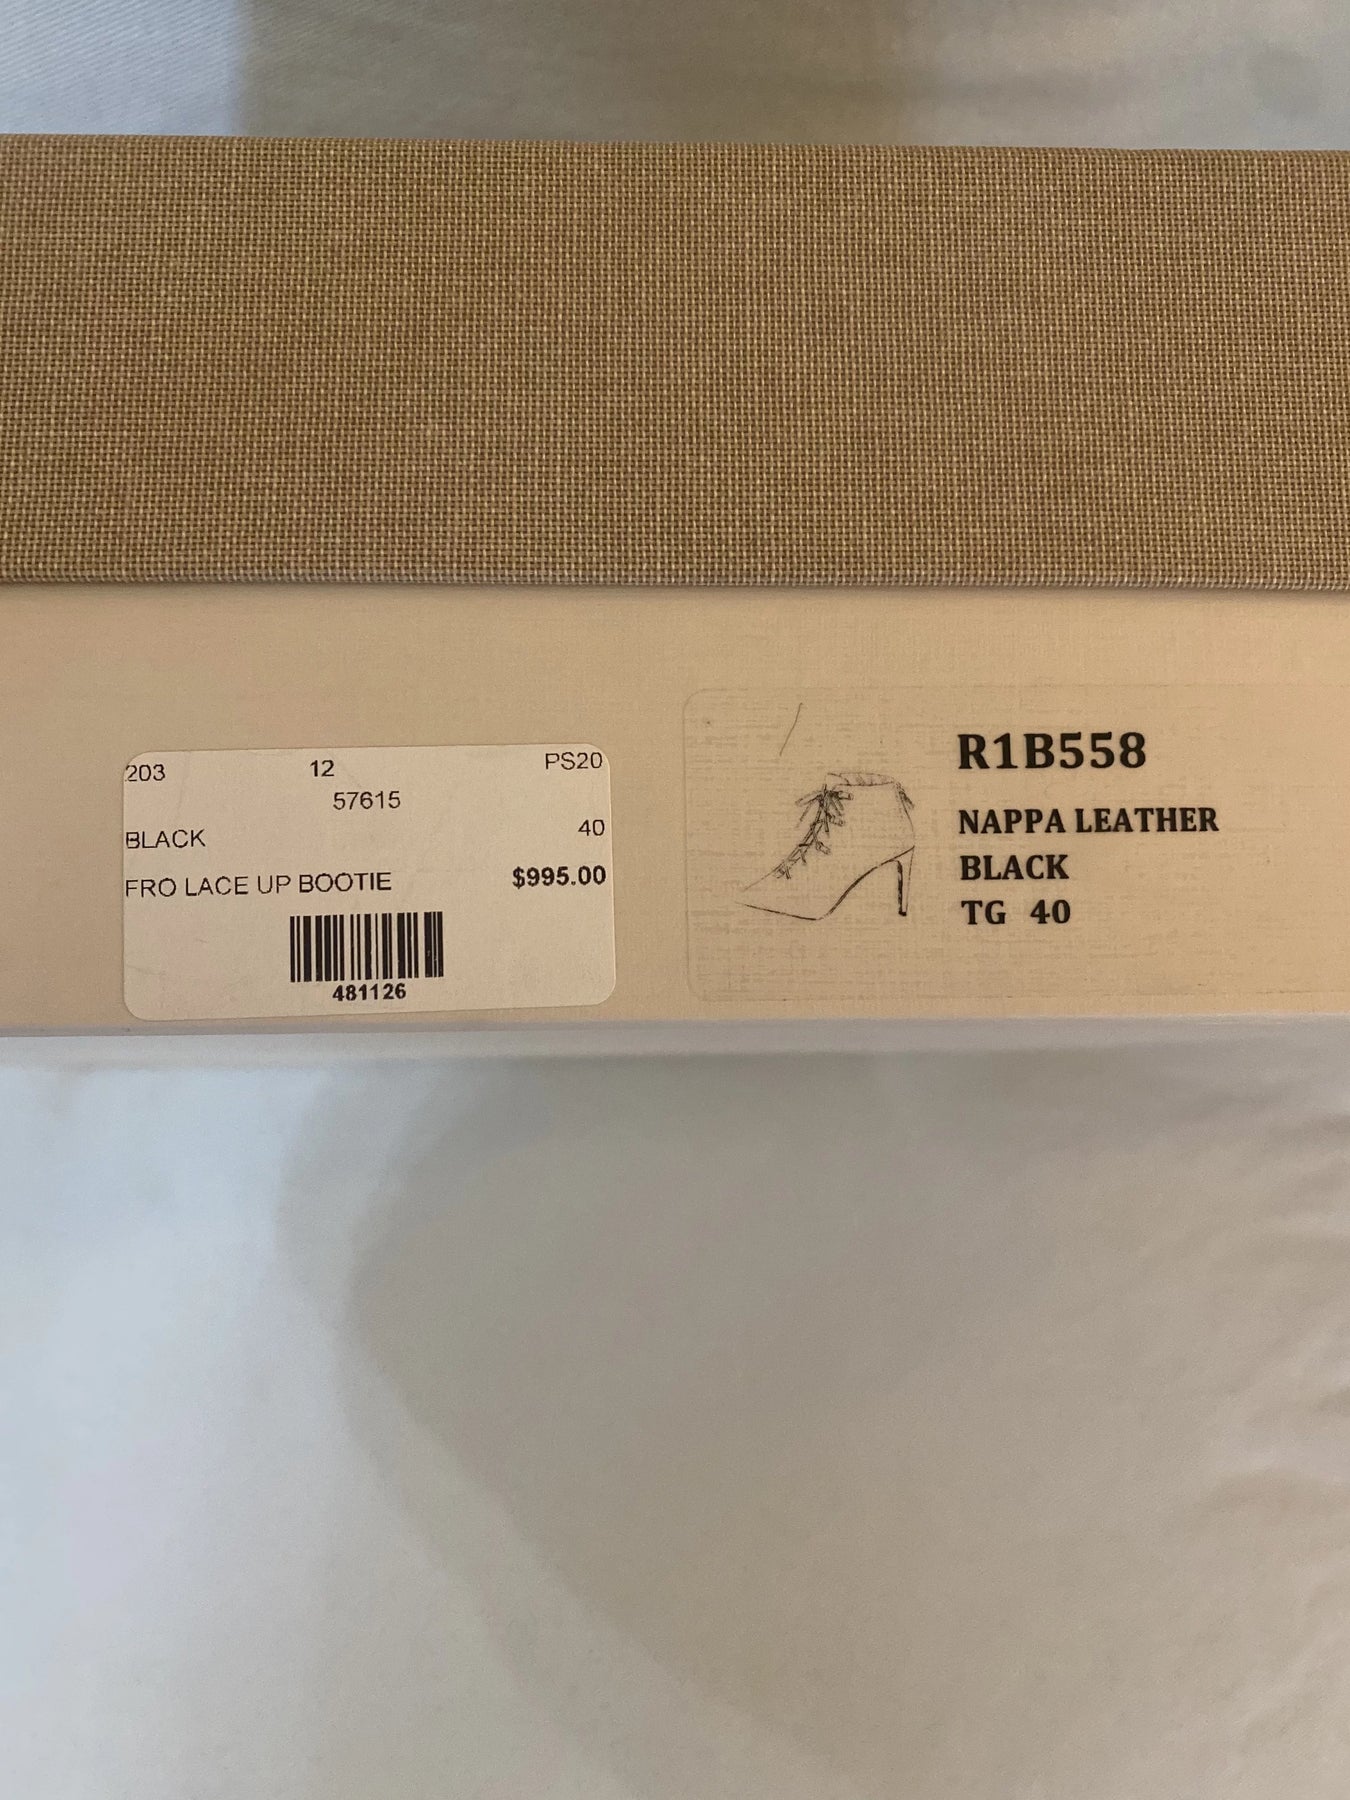 203 12 PS20
57615
BLACK 40
FRO LACE UP BOOTIE $995.00
481126
R1B558
NAPPA LEATHER
BLACK
TG 40